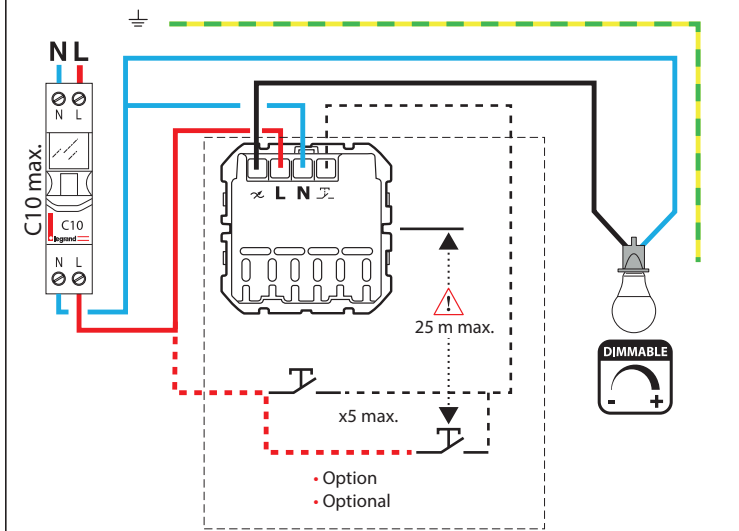 N L
N L
C10 max.
C10
legrand
N L
L N
25 m max.
x5 max.
DIMMABLE
- +
• Option
• Optional